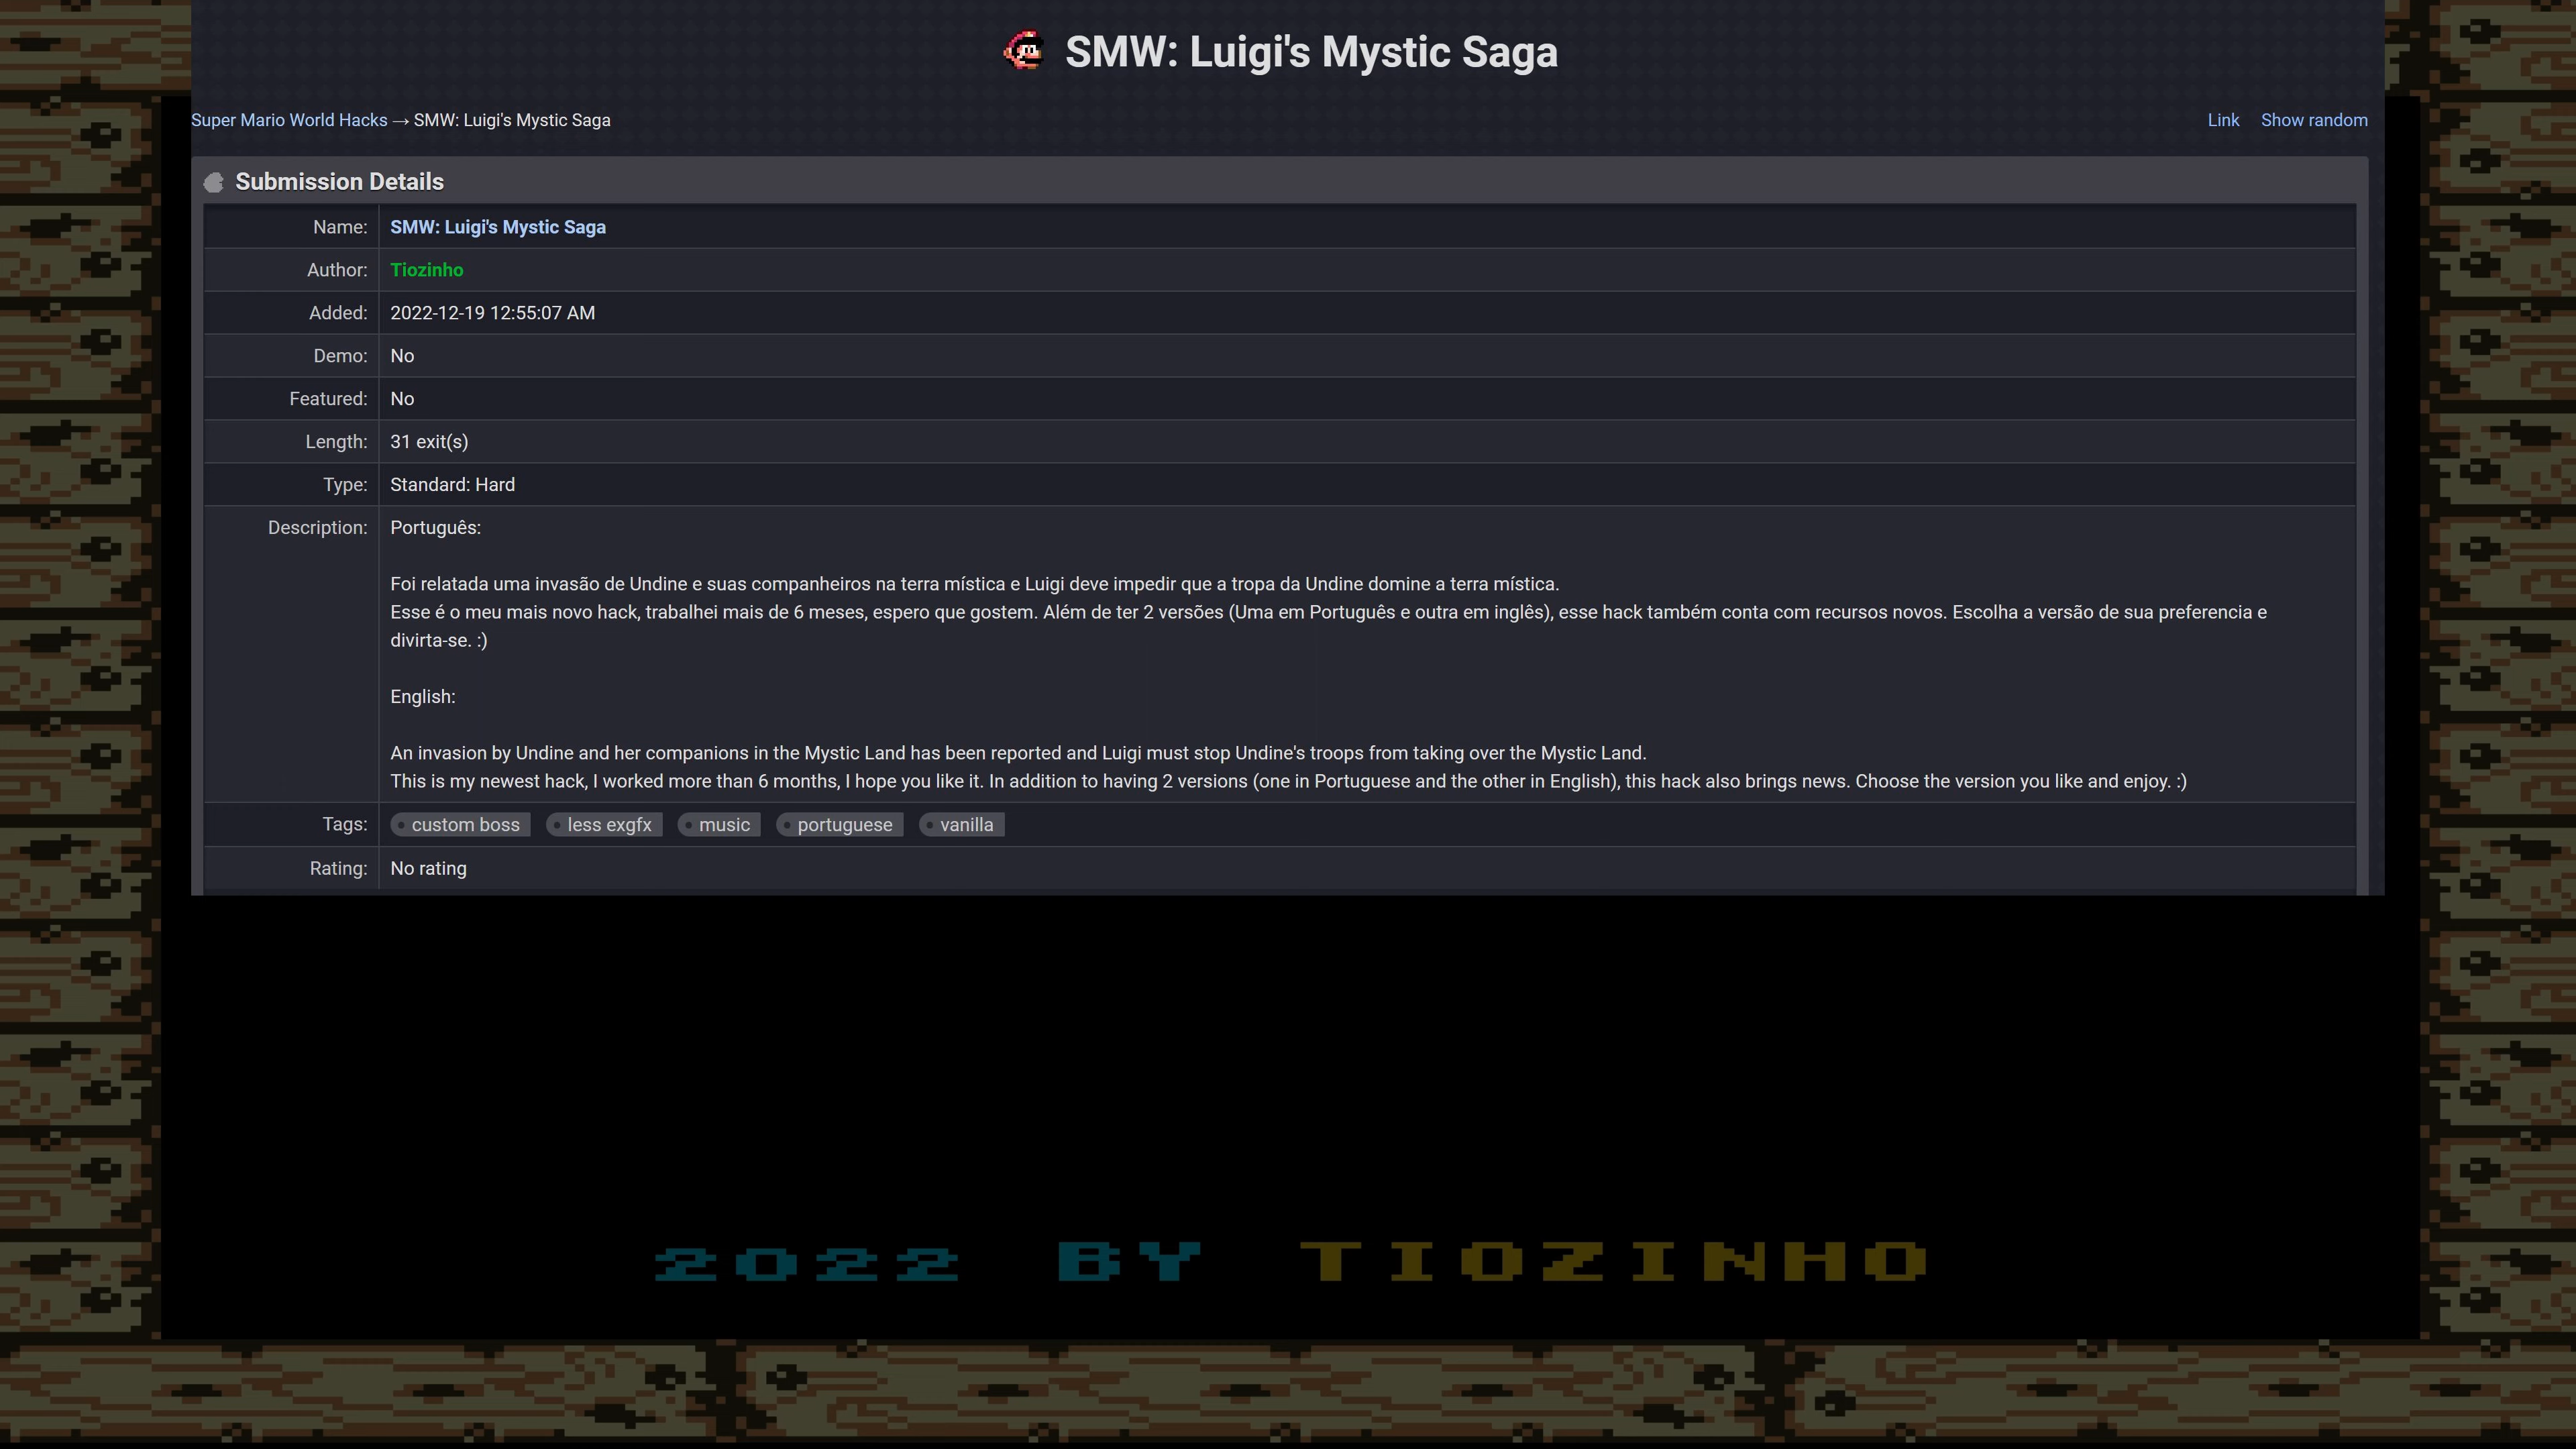 SMW: Luigi's Mystic Saga
Super Mario World Hacks → SMW: Luigi's Mystic Saga
Link Show random
Submission Details
Name: SMW: Luigi's Mystic Saga
Author: Tiozinho
Added: 2022-12-19 12:55:07 AM
Demo: No
Featured: No
Length: 31 exit(s)
Type: Standard: Hard
Description: Português:
Foi relatada uma invasão de Undine e suas companheiros na terra mística e Luigi deve impedir que a tropa da Undine domine a terra mística.
Esse é o meu mais novo hack, trabalhei mais de 6 meses, espero que gostem. Além de ter 2 versões (Uma em Português e outra em inglês), esse hack também conta com recursos novos. Escolha a versão de sua preferencia e
divirta-se. :)
English:
An invasion by Undine and her companions in the Mystic Land has been reported and Luigi must stop Undine's troops from taking over the Mystic Land.
This is my newest hack, I worked more than 6 months, I hope you like it. In addition to having 2 versions (one in Portuguese and the other in English), this hack also brings news. Choose the version you like and enjoy. :)
Tags: custom boss less exgfx music portuguese vanilla
Rating: No rating
2022 BY TIOZINHO